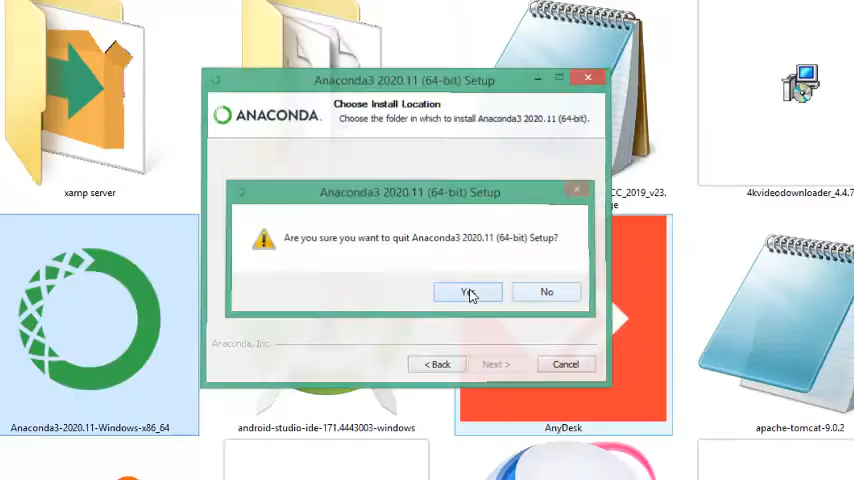 Anaconda3 2020.11 (64-bit) Setup
ANACONDA.
Choose Install Location
Choose the folder in which to install Anaconda3 2020.11 (64-bit).
xamp server
CC_2019_v23.
ge
4kvideodownloader_4.4.7
Anaconda3 2020.11 (64-bit) Setup
Are you sure you want to quit Anaconda3 2020.11 (64-bit) Setup?
Yes
No
Anaconda, Inc.
< Back
Next >
Cancel
Anaconda3-2020.11-Windows-x86_64
android-studio-ide-171.4443003-windows
AnyDesk
apache-tomcat-9.0.2